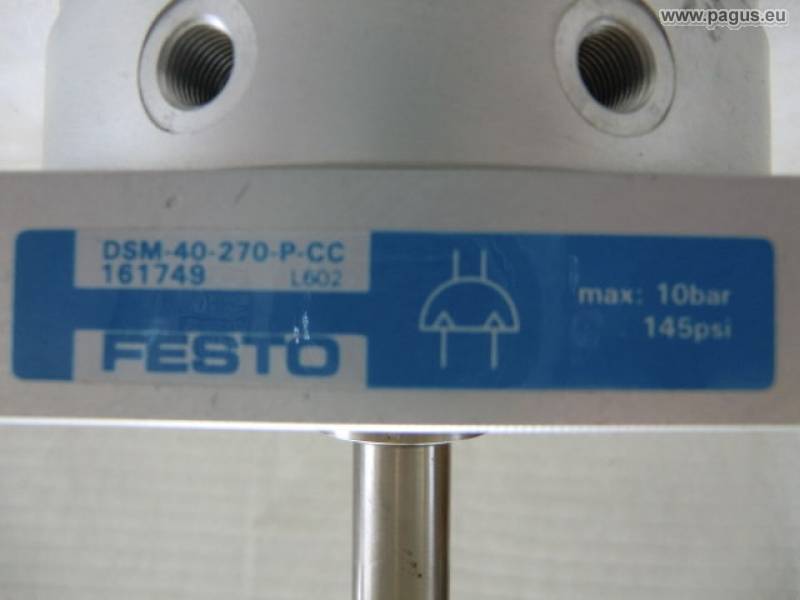 www.pagus.eu
DSM-40-270-P-CC
161749 L602
FESTO
max: 10bar
145psi